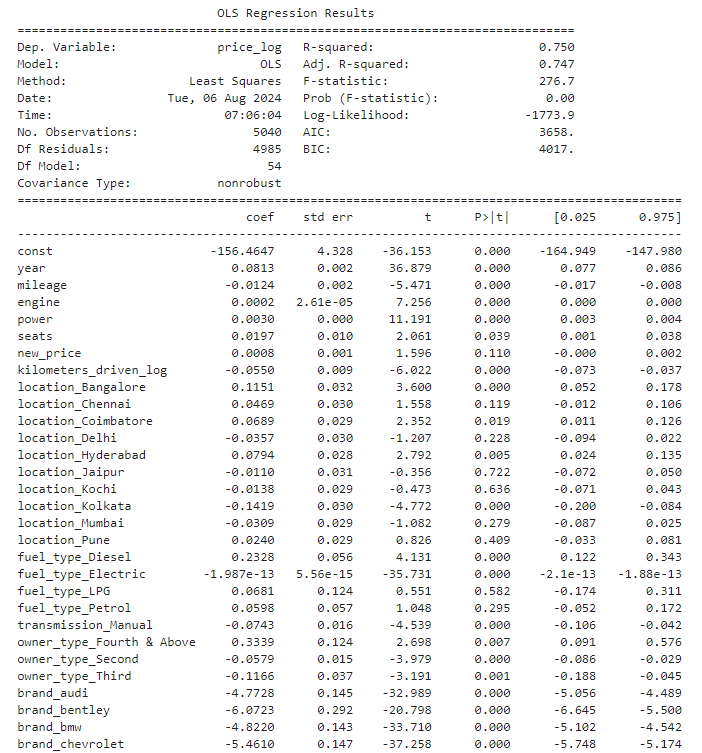 OLS Regression Results
==============================================================================
Dep. Variable: price_log R-squared: 0.750
Model: OLS Adj. R-squared: 0.747
Method: Least Squares F-statistic: 276.7
Date: Tue, 06 Aug 2024 Prob (F-statistic): 0.00
Time: 07:06:04 Log-Likelihood: -1773.9
No. Observations: 5040 AIC: 3658.
Df Residuals: 4985 BIC: 4017.
Df Model: 54
Covariance Type: nonrobust
==============================================================================================
coef std err t P>|t| [0.025 0.975]
----------------------------------------------------------------------------------------------
const -156.4647 4.328 -36.153 0.000 -164.949 -147.980
year 0.0813 0.002 36.879 0.000 0.077 0.086
mileage -0.0124 0.002 -5.471 0.000 -0.017 -0.008
engine 0.0002 2.61e-05 7.256 0.000 0.000 0.000
power 0.0030 0.000 11.191 0.000 0.003 0.004
seats 0.0197 0.010 2.061 0.039 0.001 0.038
new_price 0.0008 0.001 1.596 0.110 -0.000 0.002
kilometers_driven_log -0.0550 0.009 -6.022 0.000 -0.073 -0.037
location_Bangalore 0.1151 0.032 3.600 0.000 0.052 0.178
location_Chennai 0.0469 0.030 1.558 0.119 -0.012 0.106
location_Coimbatore 0.0689 0.029 2.352 0.019 0.011 0.126
location_Delhi -0.0357 0.030 -1.207 0.228 -0.094 0.022
location_Hyderabad 0.0794 0.028 2.792 0.005 0.024 0.135
location_Jaipur -0.0110 0.031 -0.356 0.722 -0.072 0.050
location_Kochi -0.0138 0.029 -0.473 0.636 -0.071 0.043
location_Kolkata -0.1419 0.030 -4.772 0.000 -0.200 -0.084
location_Mumbai -0.0309 0.029 -1.082 0.279 -0.087 0.025
location_Pune 0.0240 0.029 0.826 0.409 -0.033 0.081
fuel_type_Diesel 0.2328 0.056 4.131 0.000 0.122 0.343
fuel_type_Electric -1.987e-13 5.56e-15 -35.731 0.000 -2.1e-13 -1.88e-13
fuel_type_LPG 0.0681 0.124 0.551 0.582 -0.174 0.311
fuel_type_Petrol 0.0598 0.057 1.048 0.295 -0.052 0.172
transmission_Manual -0.0743 0.016 -4.539 0.000 -0.106 -0.042
owner_type_Fourth & Above 0.3339 0.124 2.698 0.007 0.091 0.576
owner_type_Second -0.0579 0.015 -3.979 0.000 -0.086 -0.029
owner_type_Third -0.1166 0.037 -3.191 0.001 -0.188 -0.045
brand_audi -4.7728 0.145 -32.989 0.000 -5.056 -4.489
brand_bentley -6.0723 0.292 -20.798 0.000 -6.645 -5.500
brand_bmw -4.8220 0.143 -33.710 0.000 -5.102 -4.542
brand_chevrolet -5.4610 0.147 -37.258 0.000 -5.748 -5.174